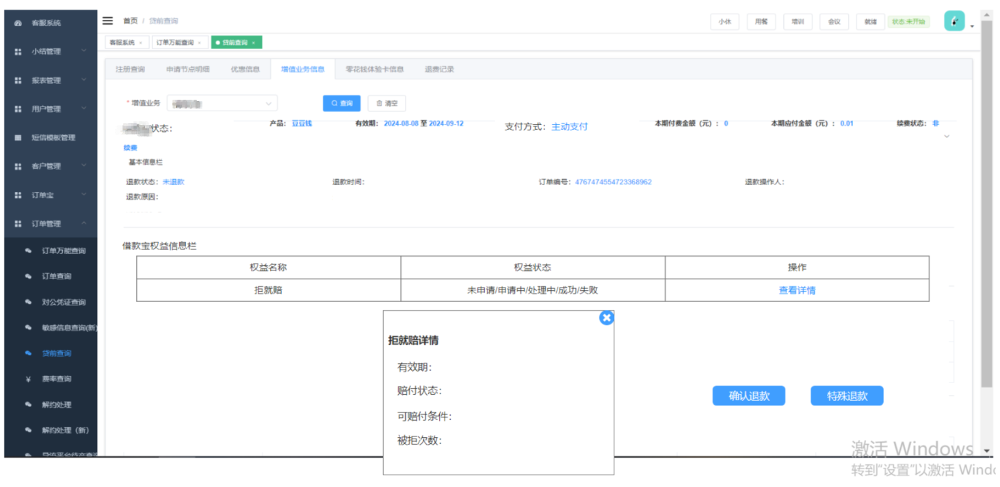 客服系统
首页 / 贷前查询
小休
用餐
培训
会议
就绪
状态:未开始
客服系统 ×
订单万能查询 ×
贷前查询 ×
小结管理
报表管理
用户管理
短信模板管理
客户管理
订单宝
订单管理
订单万能查询
订单查询
对公凭证查询
敏感信息查询(新)
贷前查询
¥ 费率查询
解约处理
解约处理（新）
注册查询
申请节点明细
优惠信息
增值业务信息
零花钱体验卡信息
退费记录
* 增值业务
查询
清空
状态:
产品: 豆豆钱
有效期: 2024-08-08 至 2024-09-12
支付方式: 主动支付
本期付费金额（元）: 0
本期应付金额（元）: 0.01
续费状态: 非
续费
基本信息栏
退款状态: 未退款
退款时间:
订单编号: 4767474554723368962
退款操作人:
退款原因:
借款宝权益信息栏
权益名称
权益状态
操作
拒就赔
未申请/申请中/处理中/成功/失败
查看详情
拒就赔详情
有效期:
赔付状态:
可赔付条件:
被拒次数:
确认退款
特殊退款
激活 Windows
转到"设置"以激活 Windo